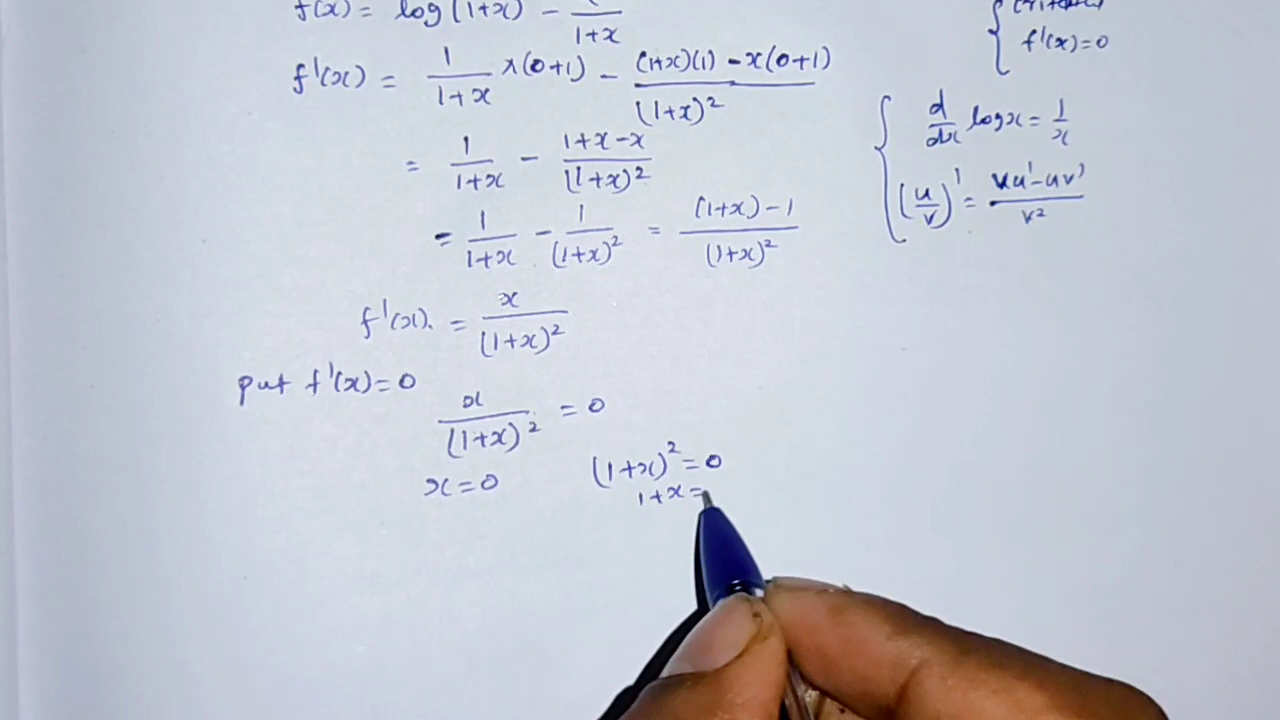 f(x) = log (1+x) - /1+x
f'(x) = 1/1+x × (0+1) - (1+x)(1) - x(0+1)/(1+x)²
= 1/1+x - 1+x-x/(1+x)²
= 1/1+x - 1/(1+x)² = (1+x) - 1/(1+x)²
f'(x) = x/(1+x)²
put f'(x) = 0
x/(1+x)² = 0
x = 0
(1+x)² = 0
1+x =
f'(x) = 0
d/dx log x = 1/x
(u/v)' = vu' - uv'/v²